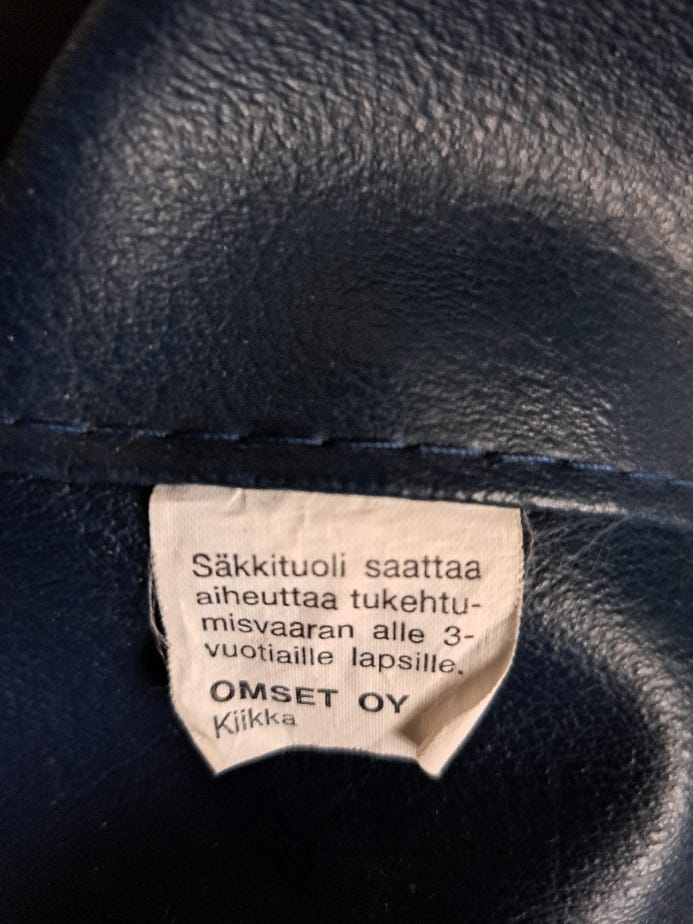 Säkkituoli saattaa
aiheuttaa tukehtu-
misvaaran alle 3-
vuotiaille lapsille.
OMSET OY
Kiikka